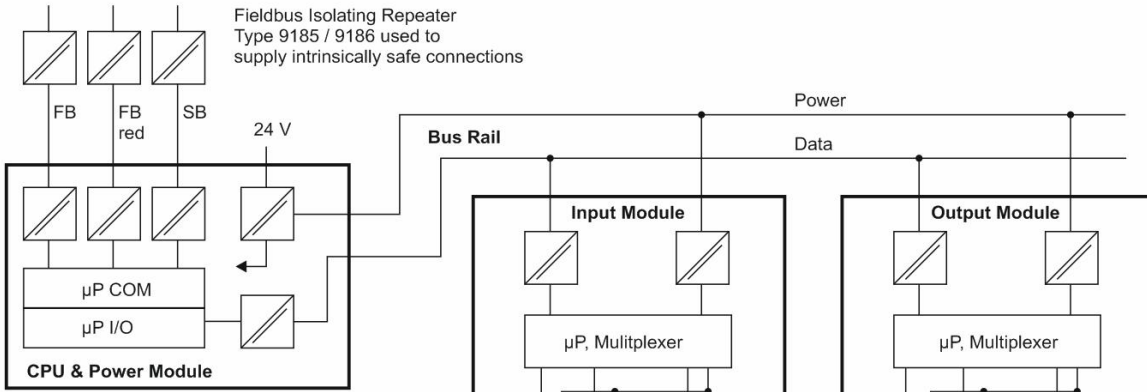 Fieldbus Isolating Repeater
Type 9185 / 9186 used to
supply intrinsically safe connections
FB
FB
red
SB
24 V
Bus Rail
Power
Data
Input Module
Output Module
µP COM
µP I/O
µP, Mulitplexer
µP, Multiplexer
CPU & Power Module